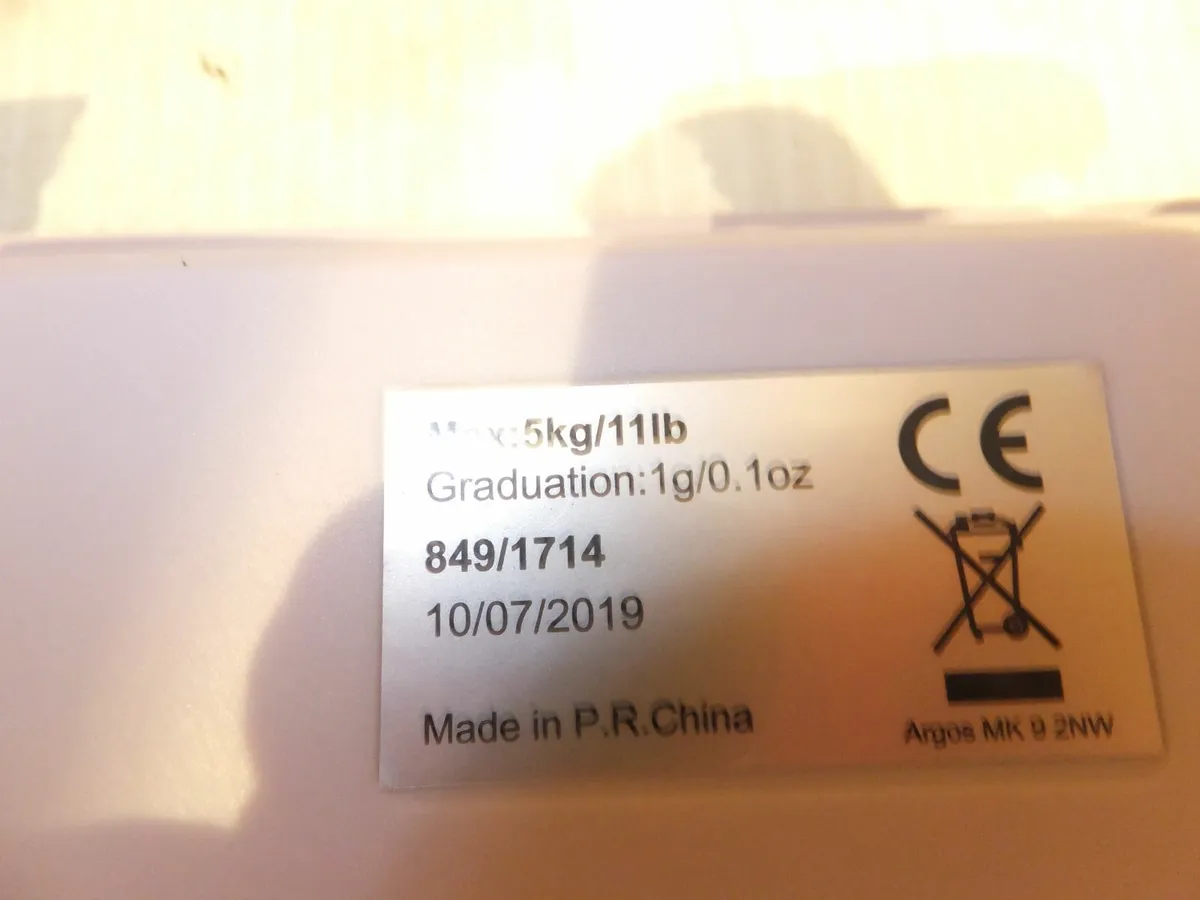 Max:5kg/11lb
Graduation:1g/0.1oz
849/1714
10/07/2019
Made in P.R.China
CE
Argos MK 9 2NW